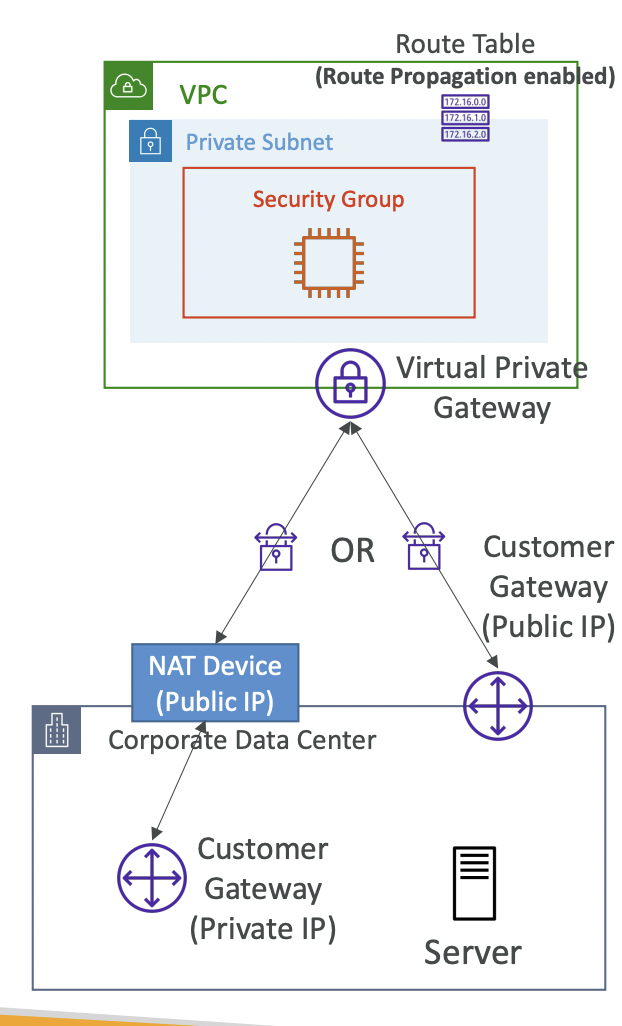 Route Table
(Route Propagation enabled)
VPC
172.16.0.0
172.16.1.0
172.16.2.0
Private Subnet
Security Group
Virtual Private
Gateway
OR
Customer
Gateway
(Public IP)
NAT Device
(Public IP)
Corporate Data Center
Customer
Gateway
(Private IP)
Server